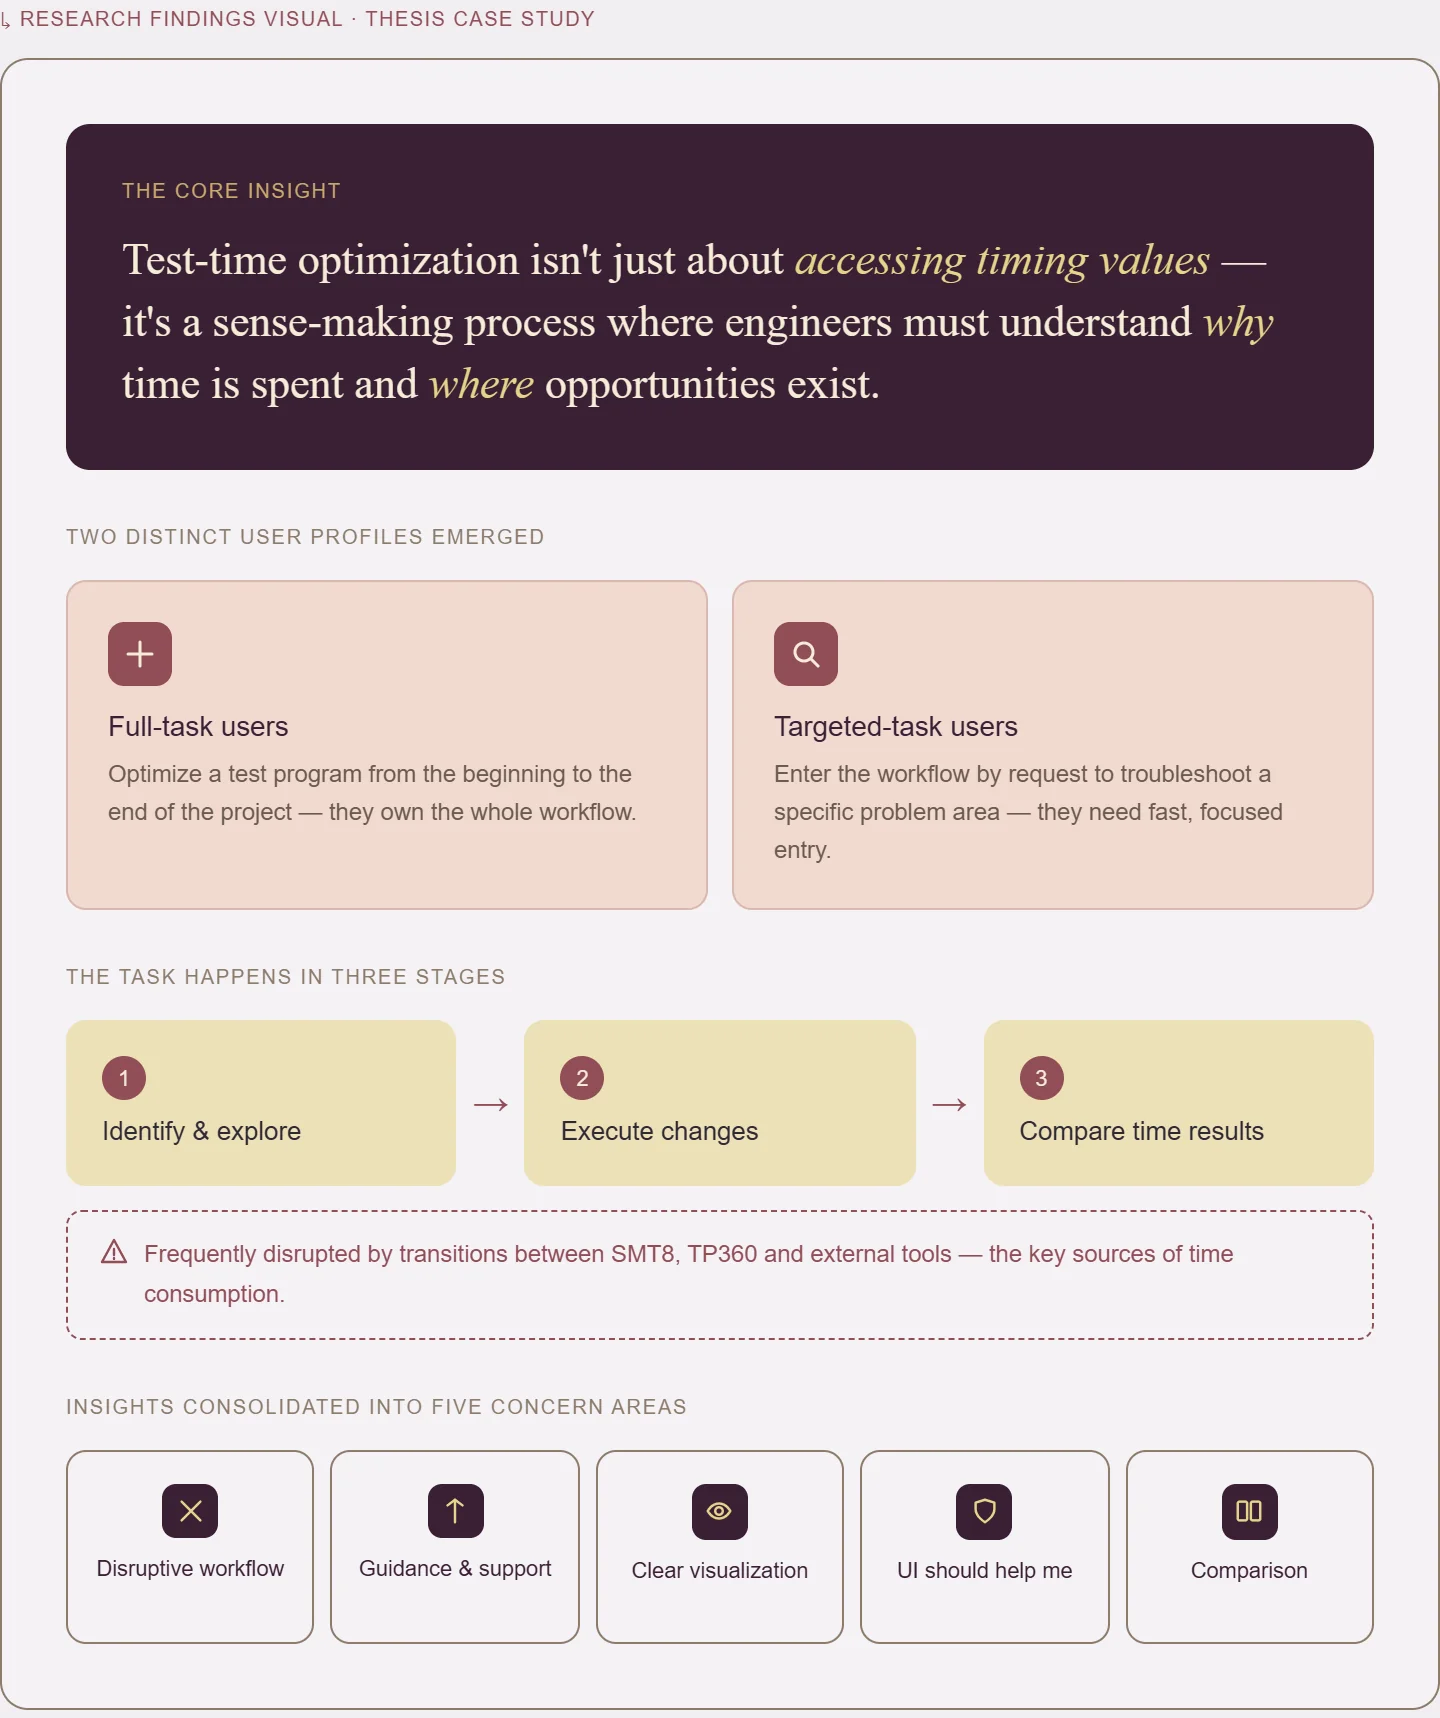 ↳ RESEARCH FINDINGS VISUAL · THESIS CASE STUDY
THE CORE INSIGHT
Test-time optimization isn't just about accessing timing values —
it's a sense-making process where engineers must understand why
time is spent and where opportunities exist.
TWO DISTINCT USER PROFILES EMERGED
Full-task users
Optimize a test program from the beginning to the
end of the project — they own the whole workflow.
Targeted-task users
Enter the workflow by request to troubleshoot a
specific problem area — they need fast, focused
entry.
THE TASK HAPPENS IN THREE STAGES
1
Identify & explore
→
2
Execute changes
→
3
Compare time results
Frequently disrupted by transitions between SMT8, TP360 and external tools — the key sources of time
consumption.
INSIGHTS CONSOLIDATED INTO FIVE CONCERN AREAS
Disruptive workflow
Guidance & support
Clear visualization
UI should help me
Comparison